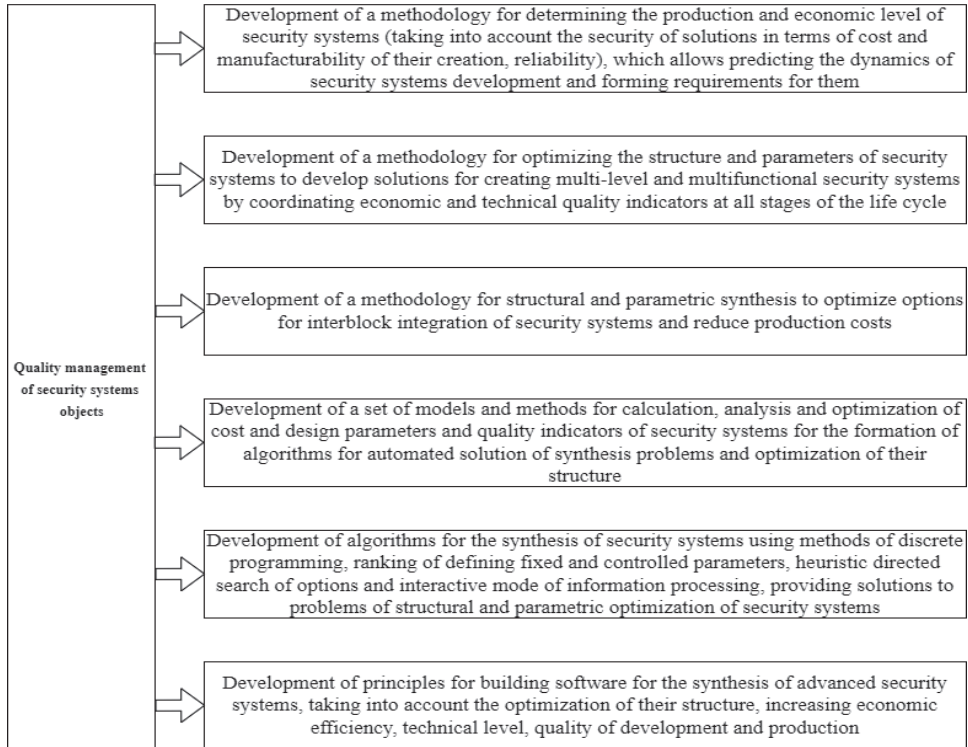 Quality management
of security systems
objects
Development of a methodology for determining the production and economic level of
security systems (taking into account the security of solutions in terms of cost and
manufacturability of their creation, reliability), which allows predicting the dynamics of
security systems development and forming requirements for them
Development of a methodology for optimizing the structure and parameters of security
systems to develop solutions for creating multi-level and multifunctional security systems
by coordinating economic and technical quality indicators at all stages of the life cycle
Development of a methodology for structural and parametric synthesis to optimize options
for interblock integration of security systems and reduce production costs
Development of a set of models and methods for calculation, analysis and optimization of
cost and design parameters and quality indicators of security systems for the formation of
algorithms for automated solution of synthesis problems and optimization of their
structure
Development of algorithms for the synthesis of security systems using methods of discrete
programming, ranking of defining fixed and controlled parameters, heuristic directed
search of options and interactive mode of information processing, providing solutions to
problems of structural and parametric optimization of security systems
Development of principles for building software for the synthesis of advanced security
systems, taking into account the optimization of their structure, increasing economic
efficiency, technical level, quality of development and production